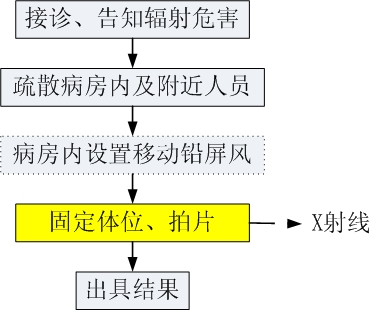 接诊、告知辐射危害
疏散病房内及附近人员
病房内设置移动铅屏风
固定体位、拍片
X射线
出具结果